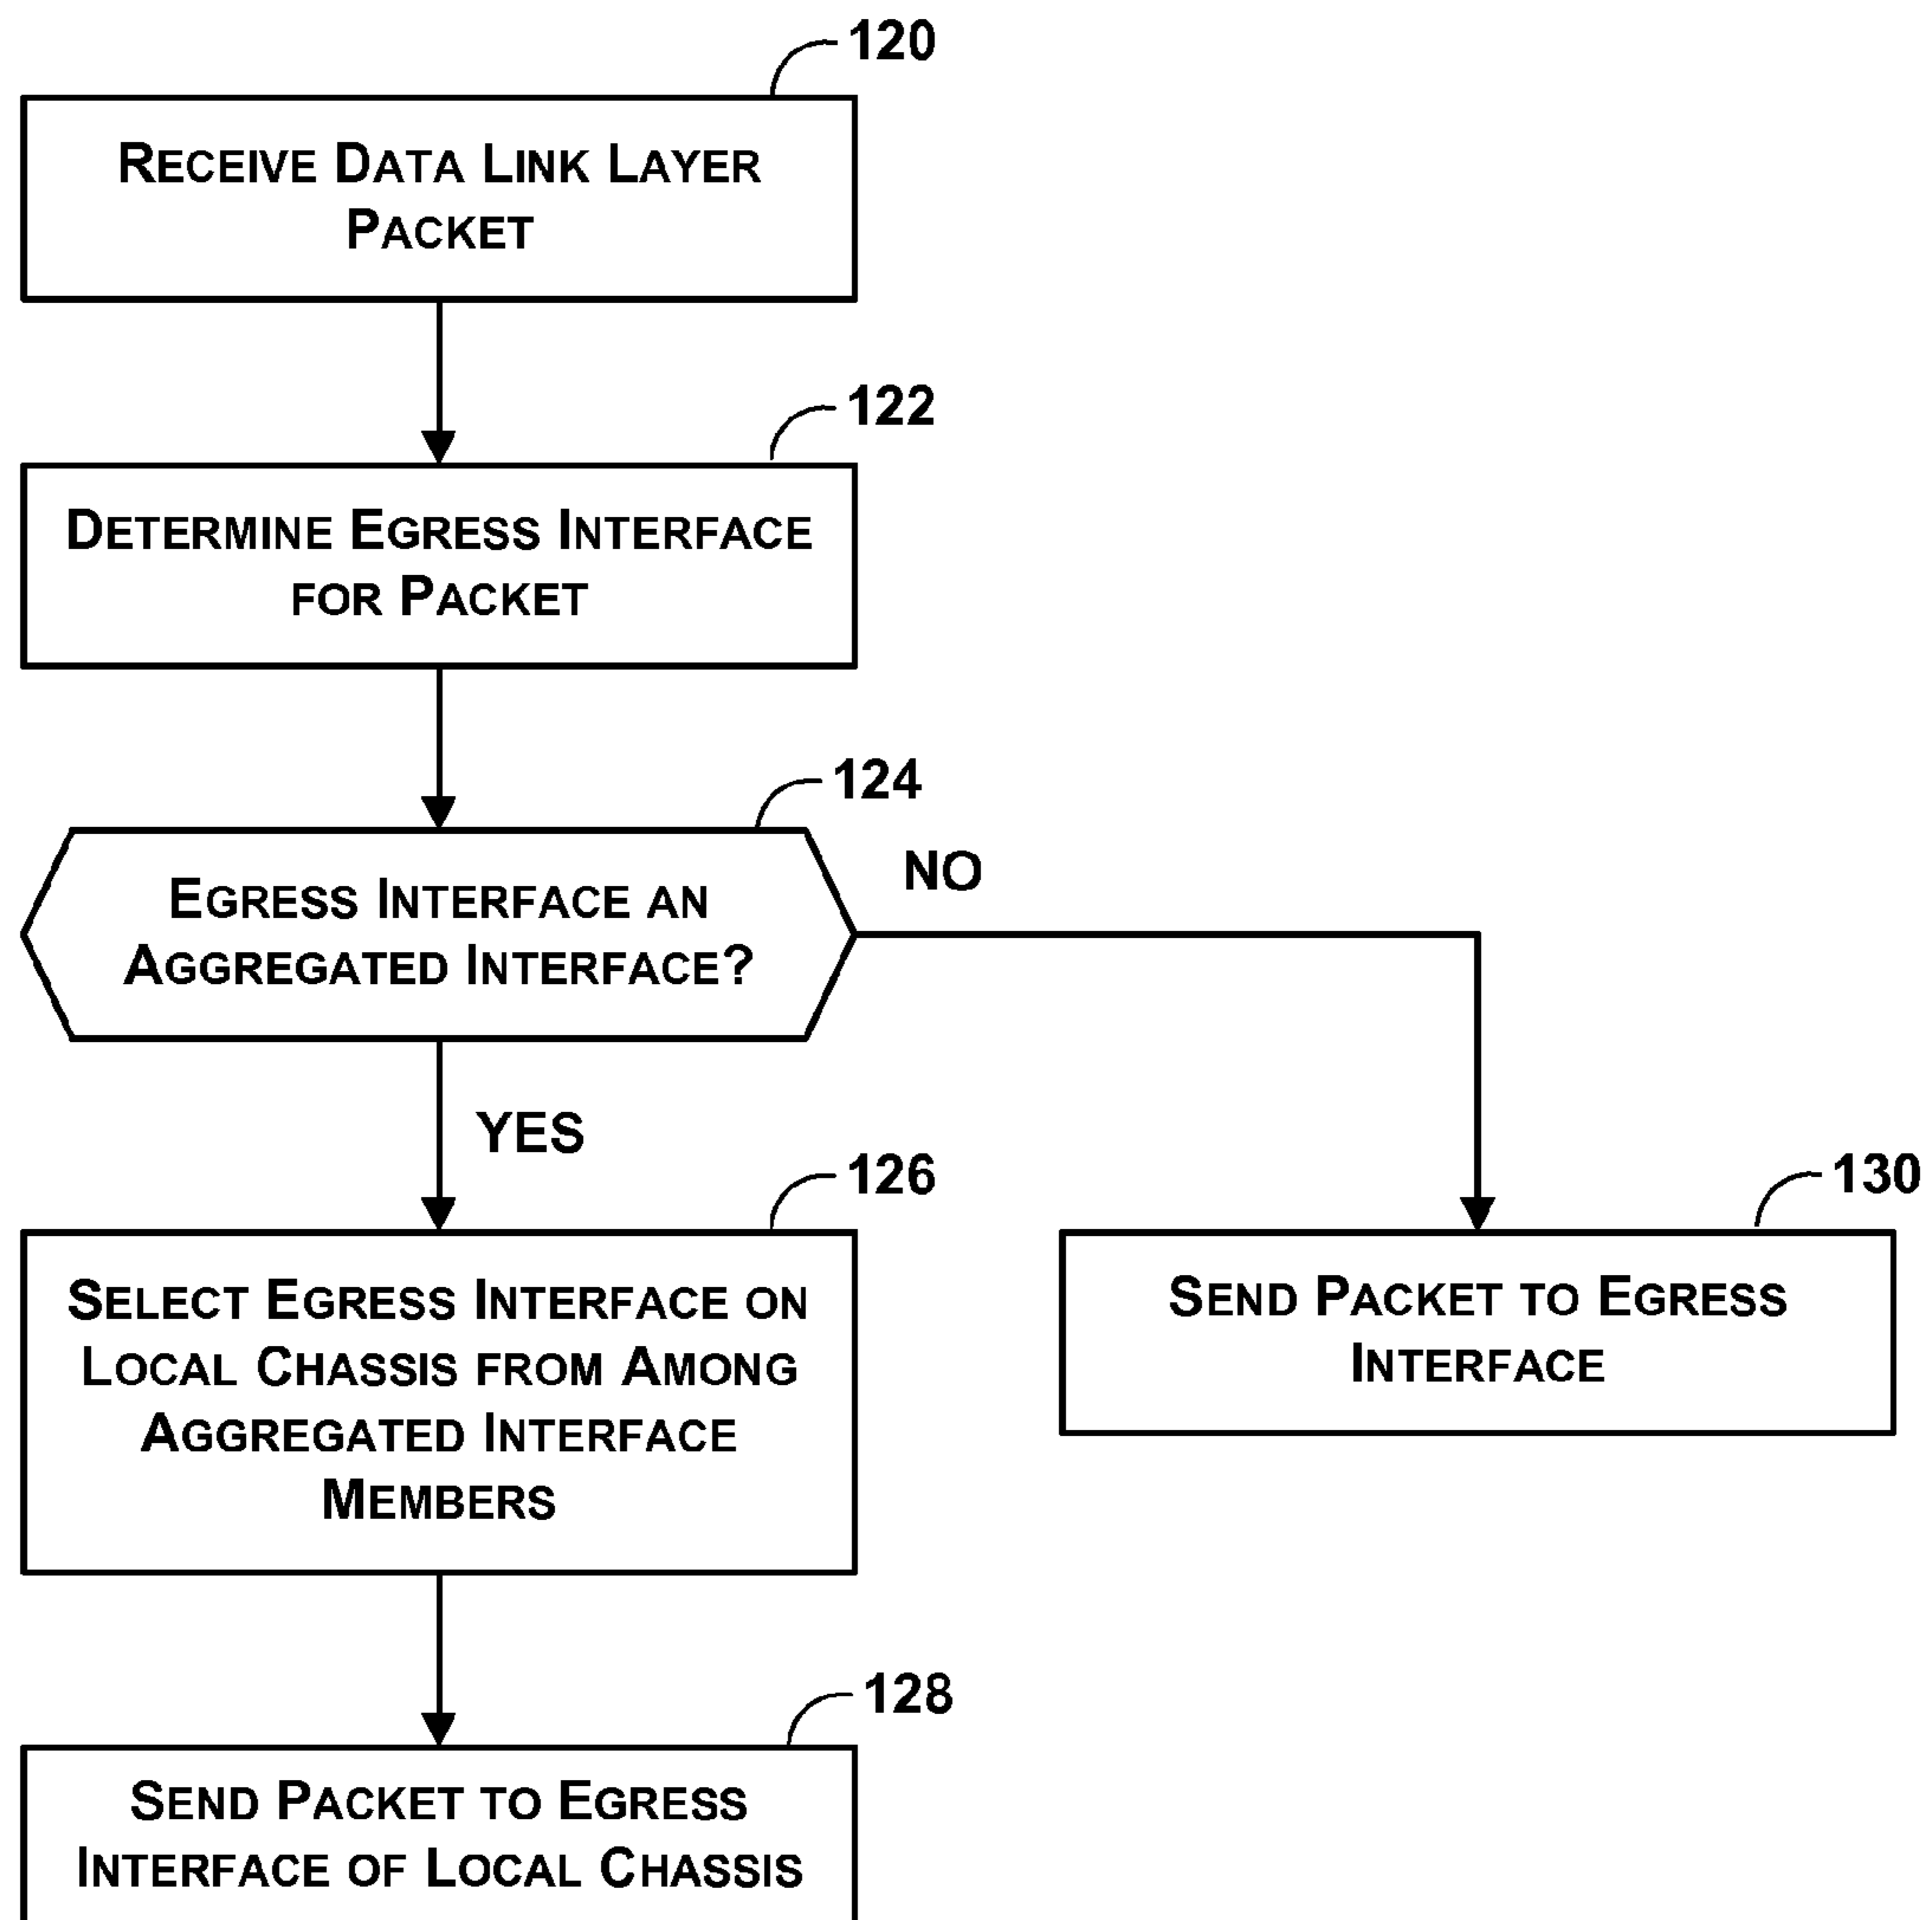 120
RECEIVE DATA LINK LAYER
PACKET
122
DETERMINE EGRESS INTERFACE
FOR PACKET
124
EGRESS INTERFACE AN
AGGREGATED INTERFACE?
NO
YES
126
SELECT EGRESS INTERFACE ON
LOCAL CHASSIS FROM AMONG
AGGREGATED INTERFACE
MEMBERS
130
SEND PACKET TO EGRESS
INTERFACE
128
SEND PACKET TO EGRESS
INTERFACE OF LOCAL CHASSIS